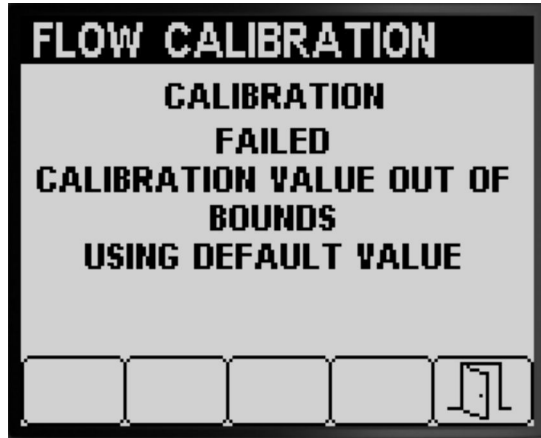 FLOW CALIBRATION
CALIBRATION
FAILED
CALIBRATION VALUE OUT OF
BOUNDS
USING DEFAULT VALUE